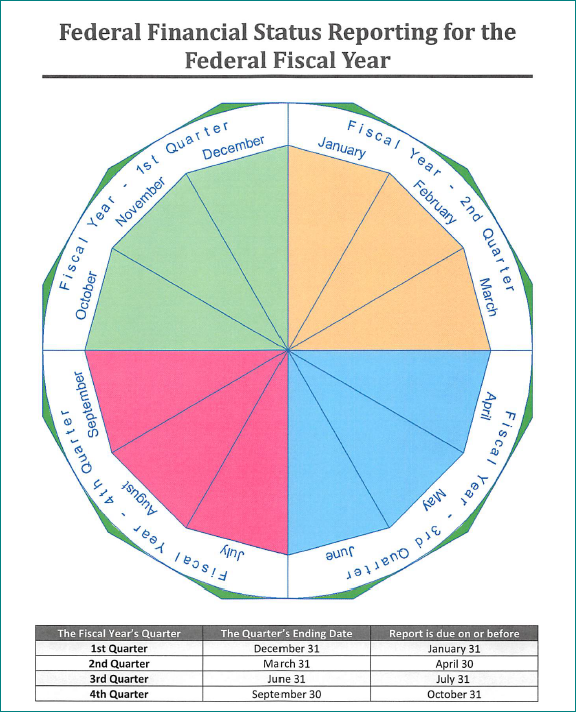 Federal Financial Status Reporting for the
Federal Fiscal Year
Fiscal Year - 1st Quarter
Fiscal Year - 2nd Quarter
December
January
November
February
October
March
September
April
August
May
July
June
Fiscal Year - 4th Quarter
Fiscal Year - 3rd Quarter
The Fiscal Year's Quarter The Quarter's Ending Date Report is due on or before
1st Quarter December 31 January 31
2nd Quarter March 31 April 30
3rd Quarter June 31 July 31
4th Quarter September 30 October 31